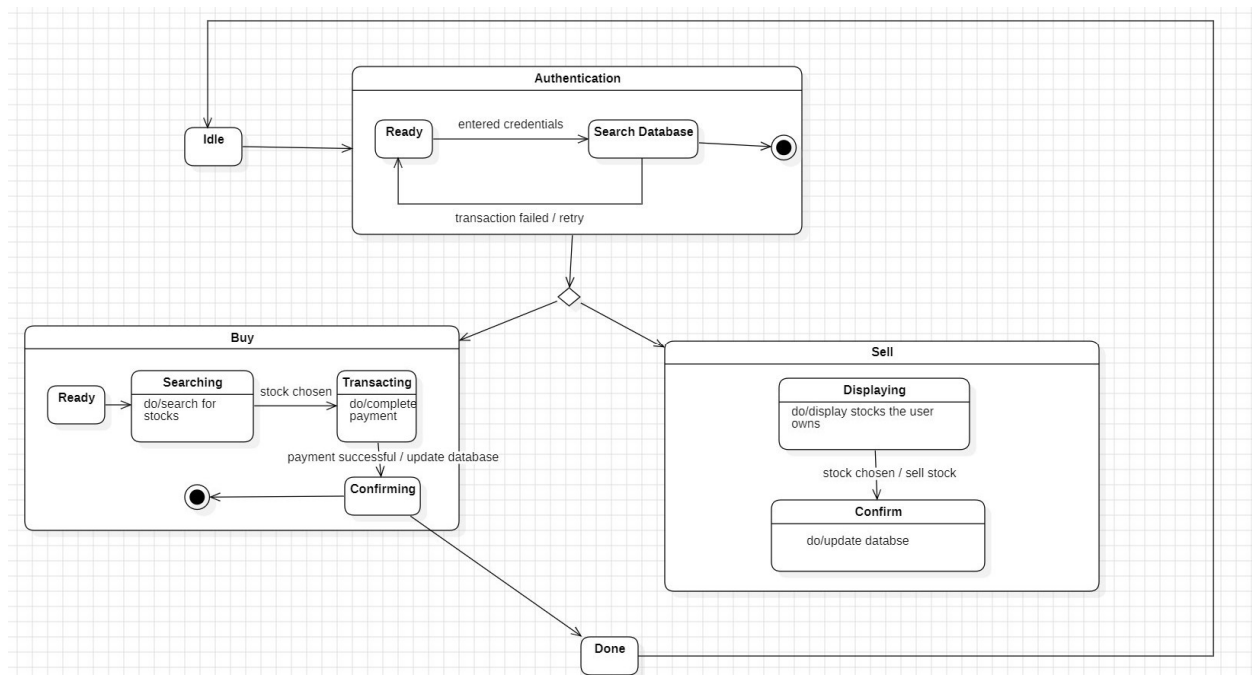 Authentication
Idle
Ready
entered credentials
Search Database
transaction failed / retry
Buy
Ready
Searching
do/search for
stocks
stock chosen
Transacting
do/complete
payment
payment successful / update database
Confirming
Sell
Displaying
do/display stocks the user
owns
stock chosen / sell stock
Confirm
do/update databse
Done